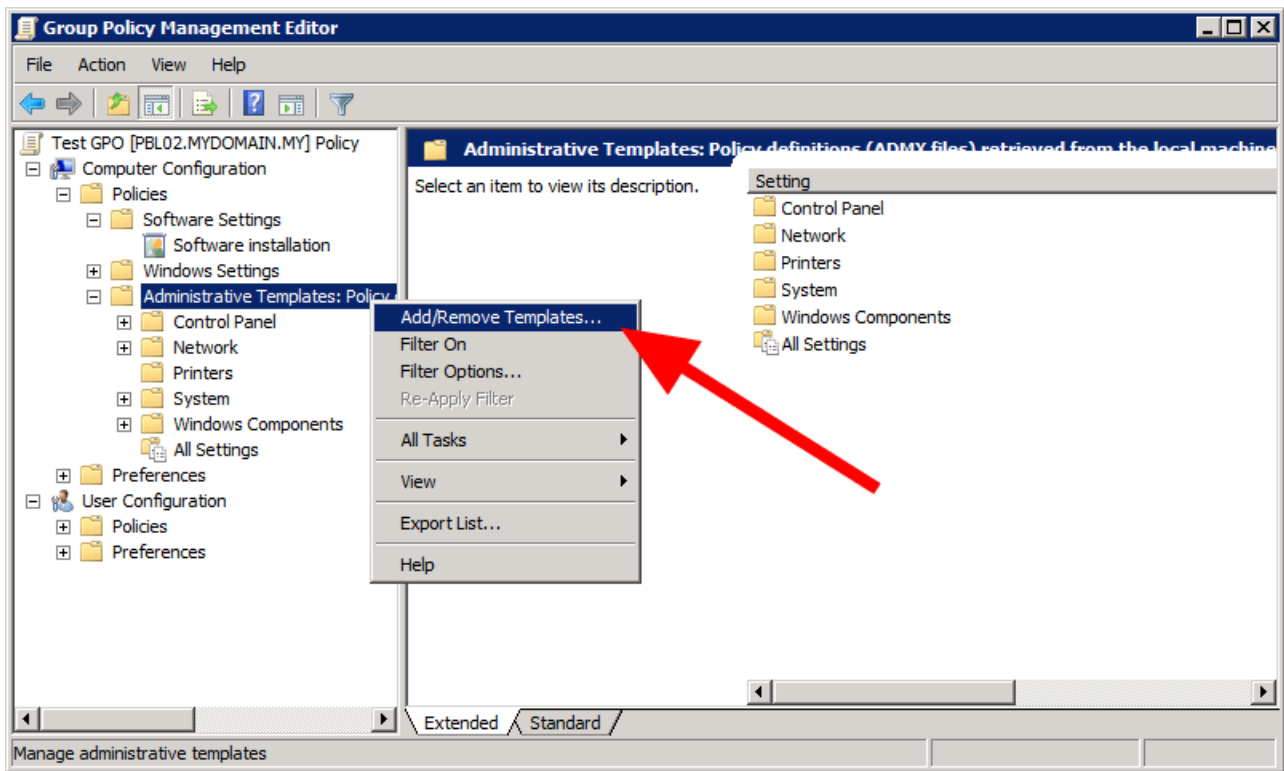 Group Policy Management Editor
File Action View Help
Test GPO [PBL02.MYDOMAIN.MY] Policy
Computer Configuration
Policies
Software Settings
Software installation
Windows Settings
Administrative Templates: Policy
Control Panel
Network
Printers
System
Windows Components
All Settings
Preferences
User Configuration
Policies
Preferences
Add/Remove Templates...
Filter On
Filter Options...
Re-Apply Filter
All Tasks
View
Export List...
Help
Administrative Templates: Policy definitions (ADMX files) retrieved from the local machine
Select an item to view its description.
Setting
Control Panel
Network
Printers
System
Windows Components
All Settings
Extended Standard
Manage administrative templates